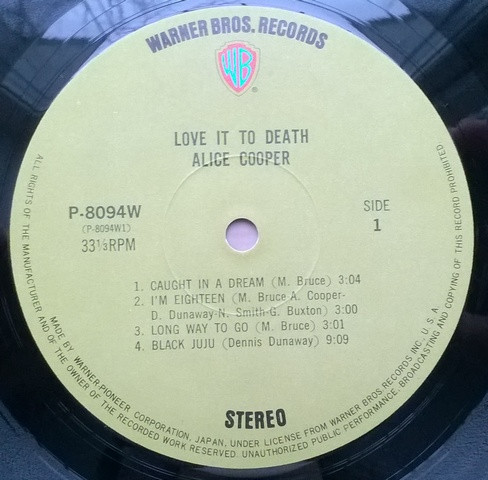 WARNER BROS. RECORDS
WB
®
LOVE IT TO DEATH
ALICE COOPER
P-8094W
(P-8094W1)
33⅓RPM
SIDE
1
1. CAUGHT IN A DREAM (M. Bruce) 3:04
2. I'M EIGHTEEN (M. Bruce-A. Cooper-
D. Dunaway-N. Smith-G. Buxton) 3:00
3. LONG WAY TO GO (M. Bruce) 3:01
4. BLACK JUJU (Dennis Dunaway) 9:09
STEREO
MADE BY WARNER-PIONEER CORPORATION, JAPAN, UNDER LICENSE FROM WARNER BROS. RECORDS INC., U.S.A.
ALL RIGHTS OF THE MANUFACTURER AND OF THE OWNER OF THE RECORDED WORK RESERVED. UNAUTHORIZED PUBLIC PERFORMANCE, BROADCASTING AND COPYING OF THIS RECORD PROHIBITED